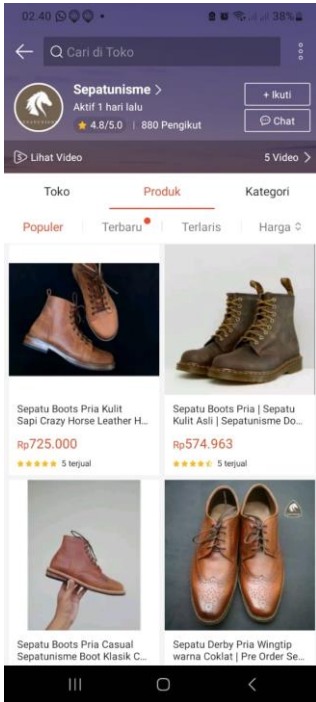 02.40
38%
Cari di Toko
Sepatunisme >
Aktif 1 hari lalu
4.8/5.0 | 880 Pengikut
+ Ikuti
Chat
Lihat Video
5 Video >
Toko
Produk
Kategori
Populer
Terbaru
Terlaris
Harga
Sepatu Boots Pria Kulit
Sapi Crazy Horse Leather H...
Rp725.000
5 terjual
Sepatu Boots Pria | Sepatu
Kulit Asli | Sepatunisme Do...
Rp574.963
5 terjual
Sepatu Boots Pria Casual
Sepatunisme Boot Klasik C...
Sepatu Derby Pria Wingtip
warna Coklat | Pre Order Se...